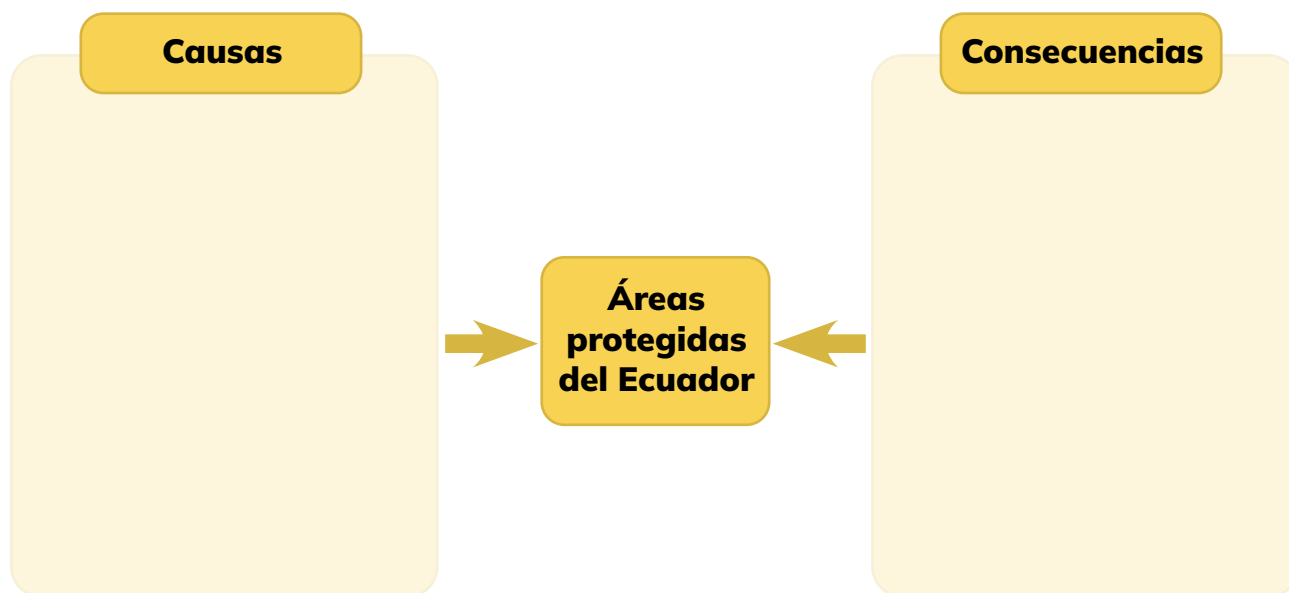 Causas
Consecuencias
Áreas
protegidas
del Ecuador